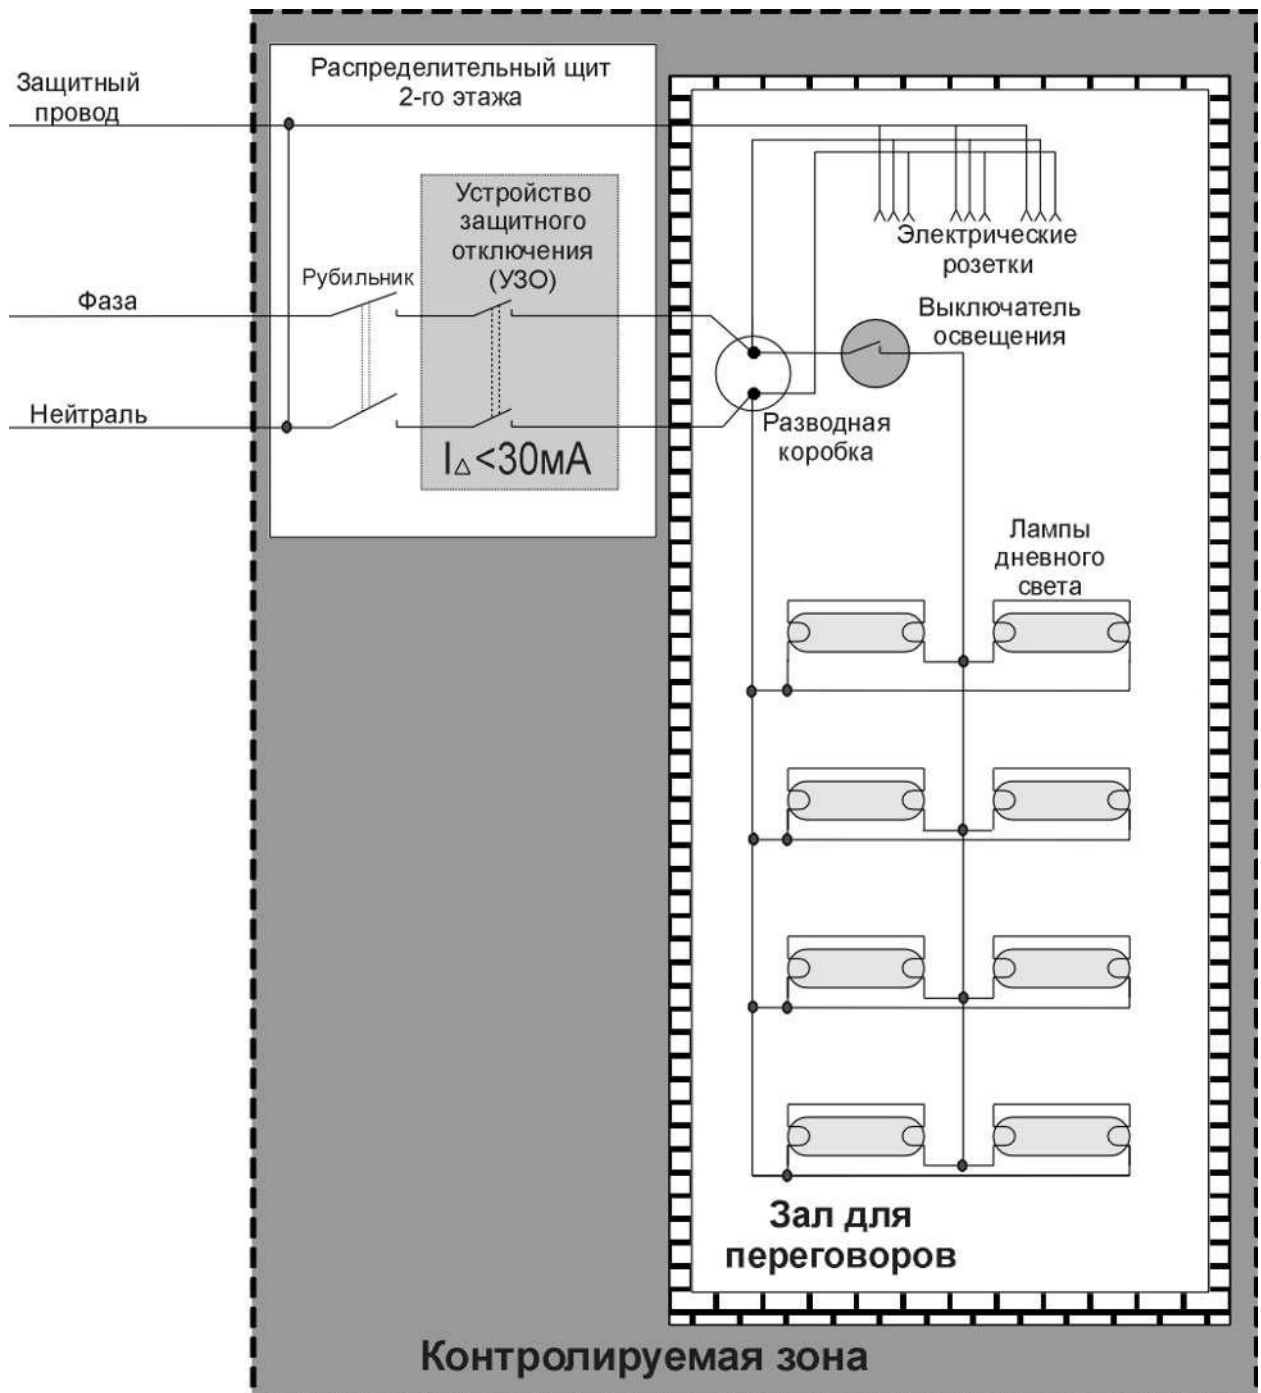 Защитный
провод
Распределительный щит
2-го этажа
Устройство
защитного
отключения
(УЗО)
Рубильник
Фаза
Нейтраль
I△<30мА
Электрические
розетки
Выключатель
освещения
Разводная
коробка
Лампы
дневного
света
Зал для
переговоров
Контролируемая зона